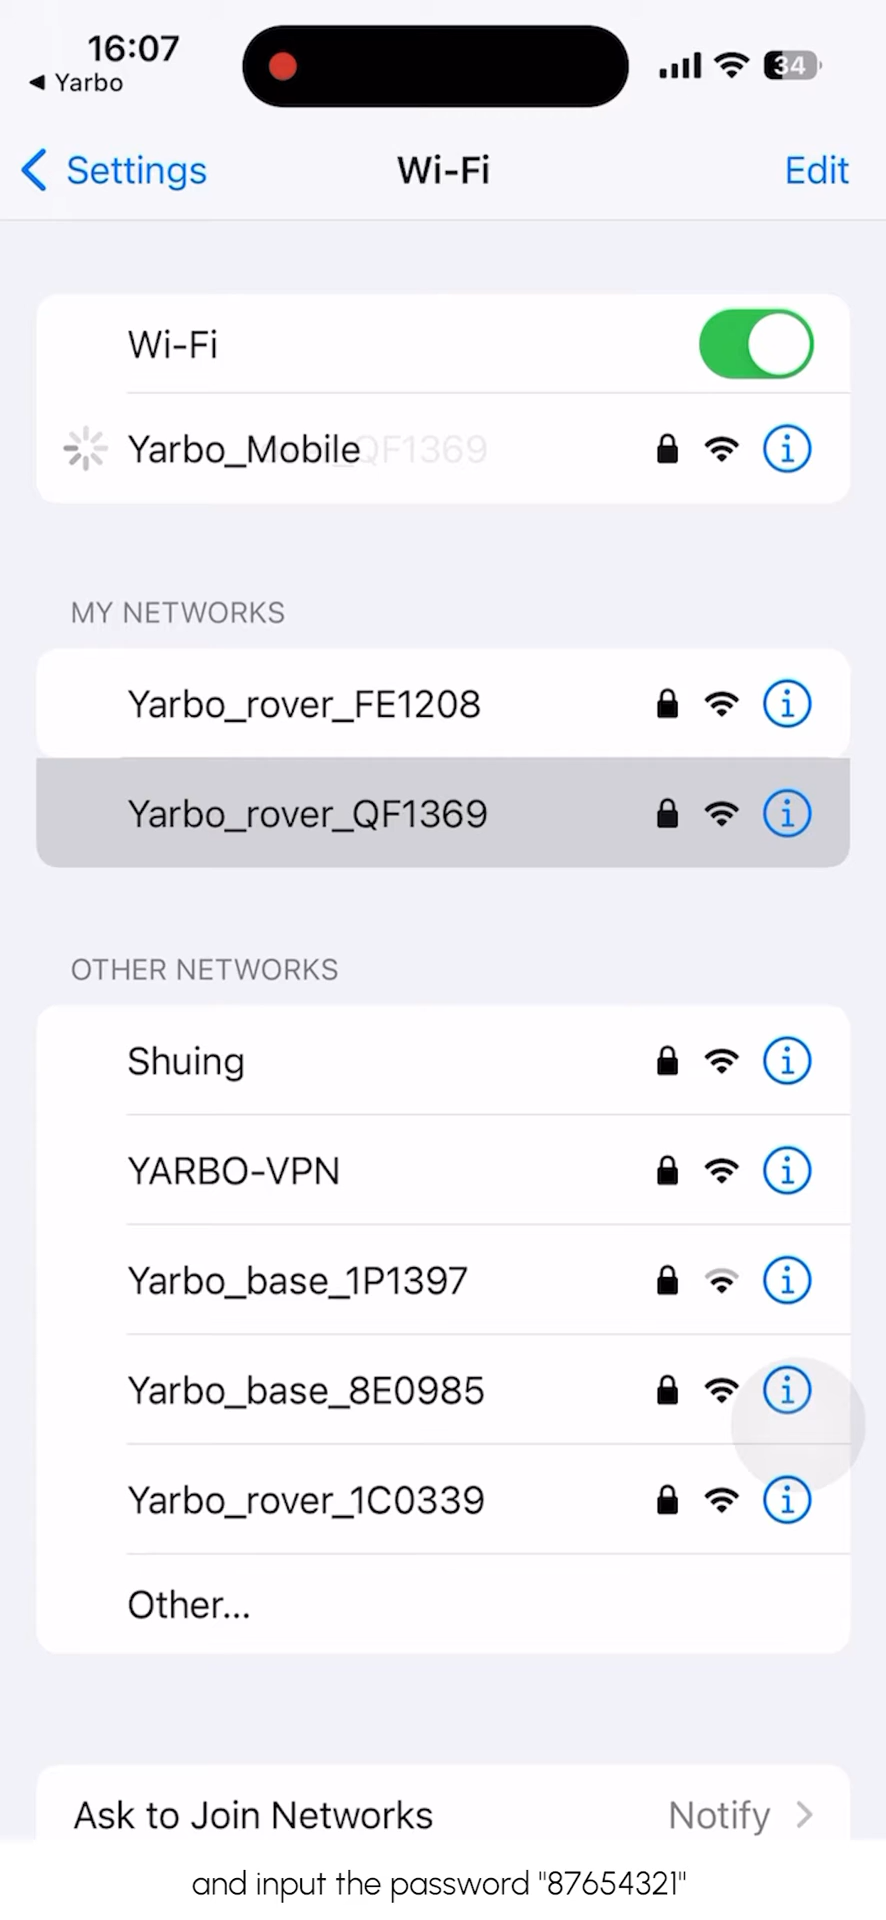 16:07
◀ Yarbo
34
Settings
Wi-Fi
Edit
Wi-Fi
Yarbo_Mobile_QF1369
MY NETWORKS
Yarbo_rover_FE1208
Yarbo_rover_QF1369
OTHER NETWORKS
Shuing
YARBO-VPN
Yarbo_base_1P1397
Yarbo_base_8E0985
Yarbo_rover_1C0339
Other...
Ask to Join Networks Notify
and input the password "87654321"